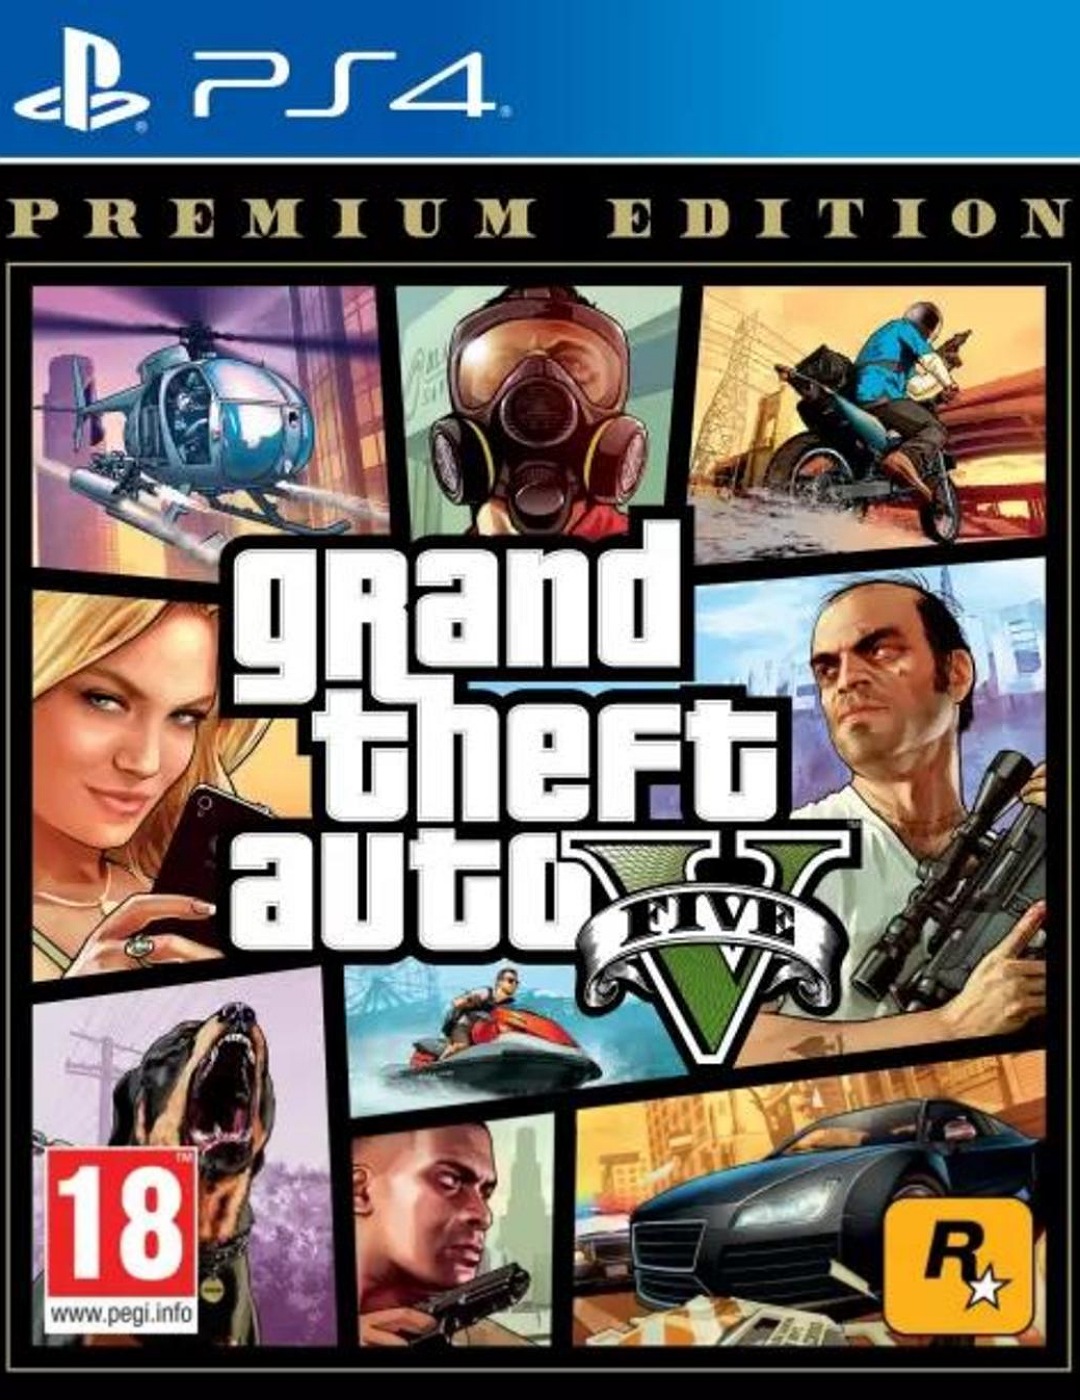 PS4
PREMIUM EDITION
grand
theft
auto V
FIVE
18
www.pegi.info
R